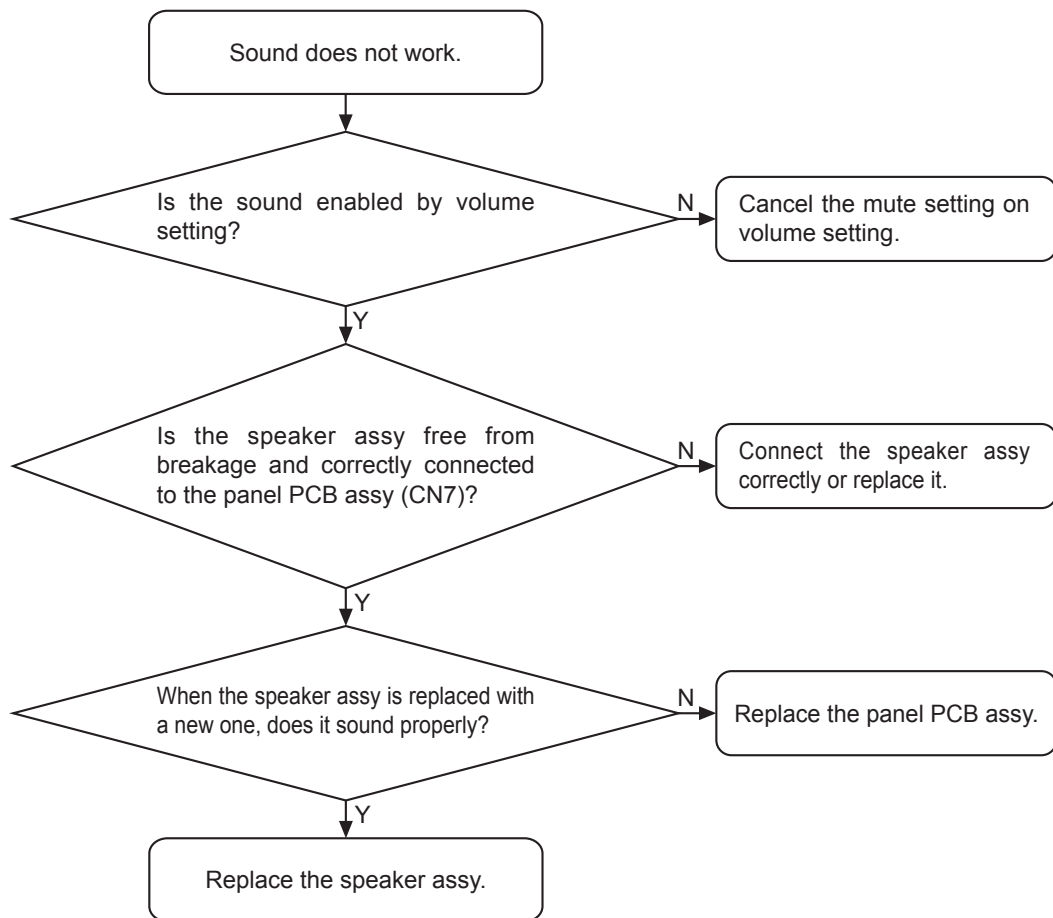 Sound does not work.
Is the sound enabled by volume
setting?
N
Cancel the mute setting on
volume setting.
Y
Is the speaker assy free from
breakage and correctly connected
to the panel PCB assy (CN7)?
N
Connect the speaker assy
correctly or replace it.
Y
When the speaker assy is replaced with
a new one, does it sound properly?
N
Replace the panel PCB assy.
Y
Replace the speaker assy.